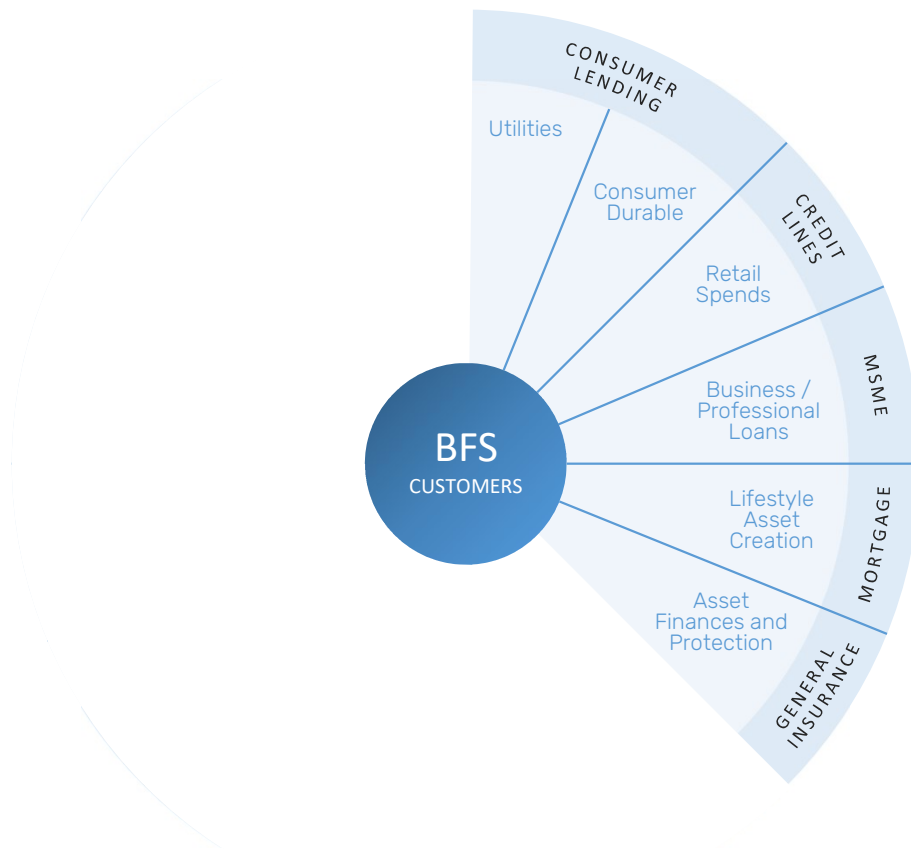 CONSUMER
LENDING
Utilities
Consumer
Durable
CREDIT
LINES
Retail
Spends
MSME
Business /
Professional
Loans
BFS
CUSTOMERS
MORTGAGE
Lifestyle
Asset
Creation
Asset
Finances and
Protection
GENERAL
INSURANCE